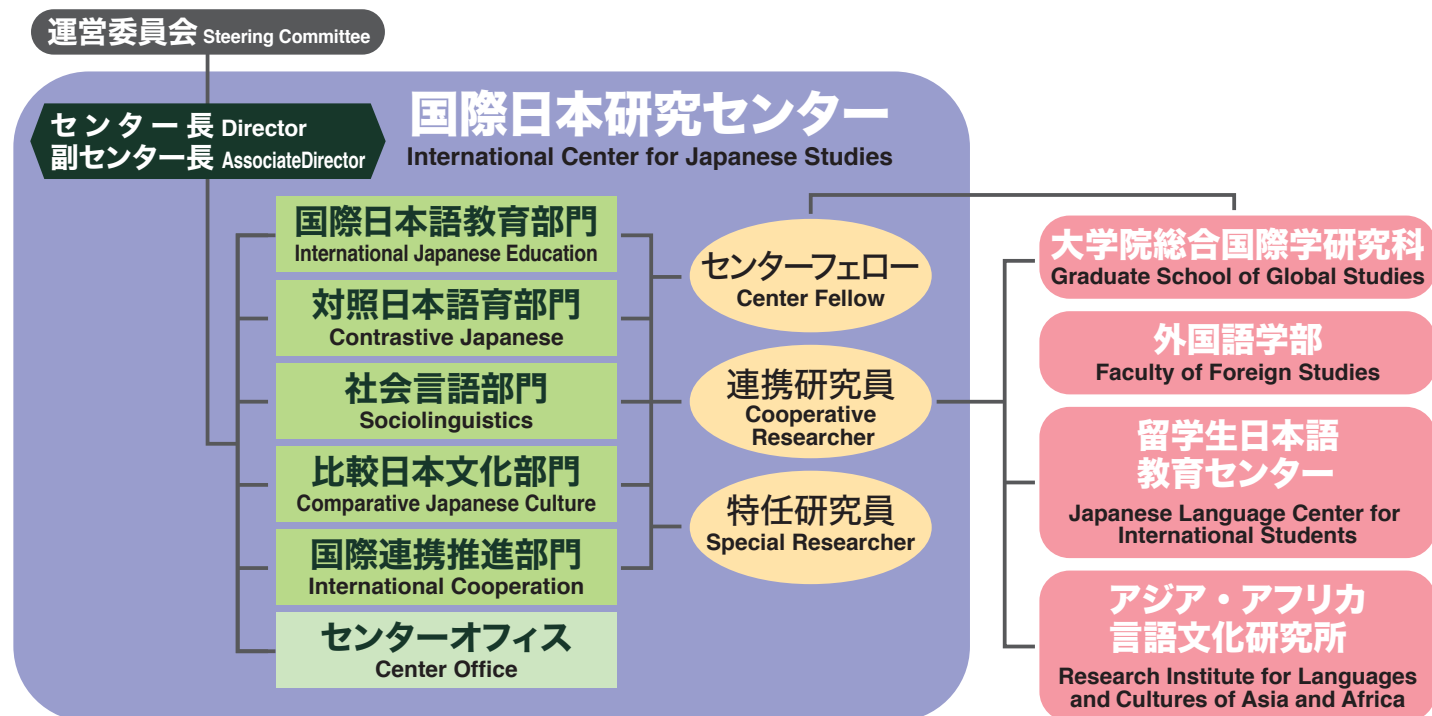 運営委員会 Steering Committee
センター長 Director
副センター長 AssociateDirector
国際日本研究センター
International Center for Japanese Studies
国際日本語教育部門
International Japanese Education
対照日本語育部門
Contrastive Japanese
社会言語部門
Sociolinguistics
比較日本文化部門
Comparative Japanese Culture
国際連携推進部門
International Cooperation
センターオフィス
Center Office
センターフェロー
Center Fellow
連携研究員
Cooperative
Researcher
特任研究員
Special Researcher
大学院総合国際学研究科
Graduate School of Global Studies
外国語学部
Faculty of Foreign Studies
留学生日本語
教育センター
Japanese Language Center for
International Students
アジア・アフリカ
言語文化研究所
Research Institute for Languages
and Cultures of Asia and Africa